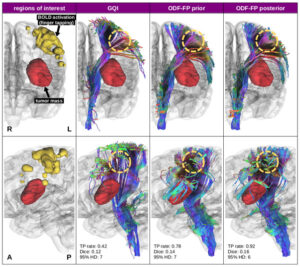 regions of interest
GQI
ODF-FP prior
ODF-FP posterior
BOLD activation
(finger tapping)
tumor mass
R
L
A
P
TP rate: 0.42
Dice: 0.12
95% HD: 7
TP rate: 0.78
Dice: 0.14
95% HD: 7
TP rate: 0.92
Dice: 0.16
95% HD: 6